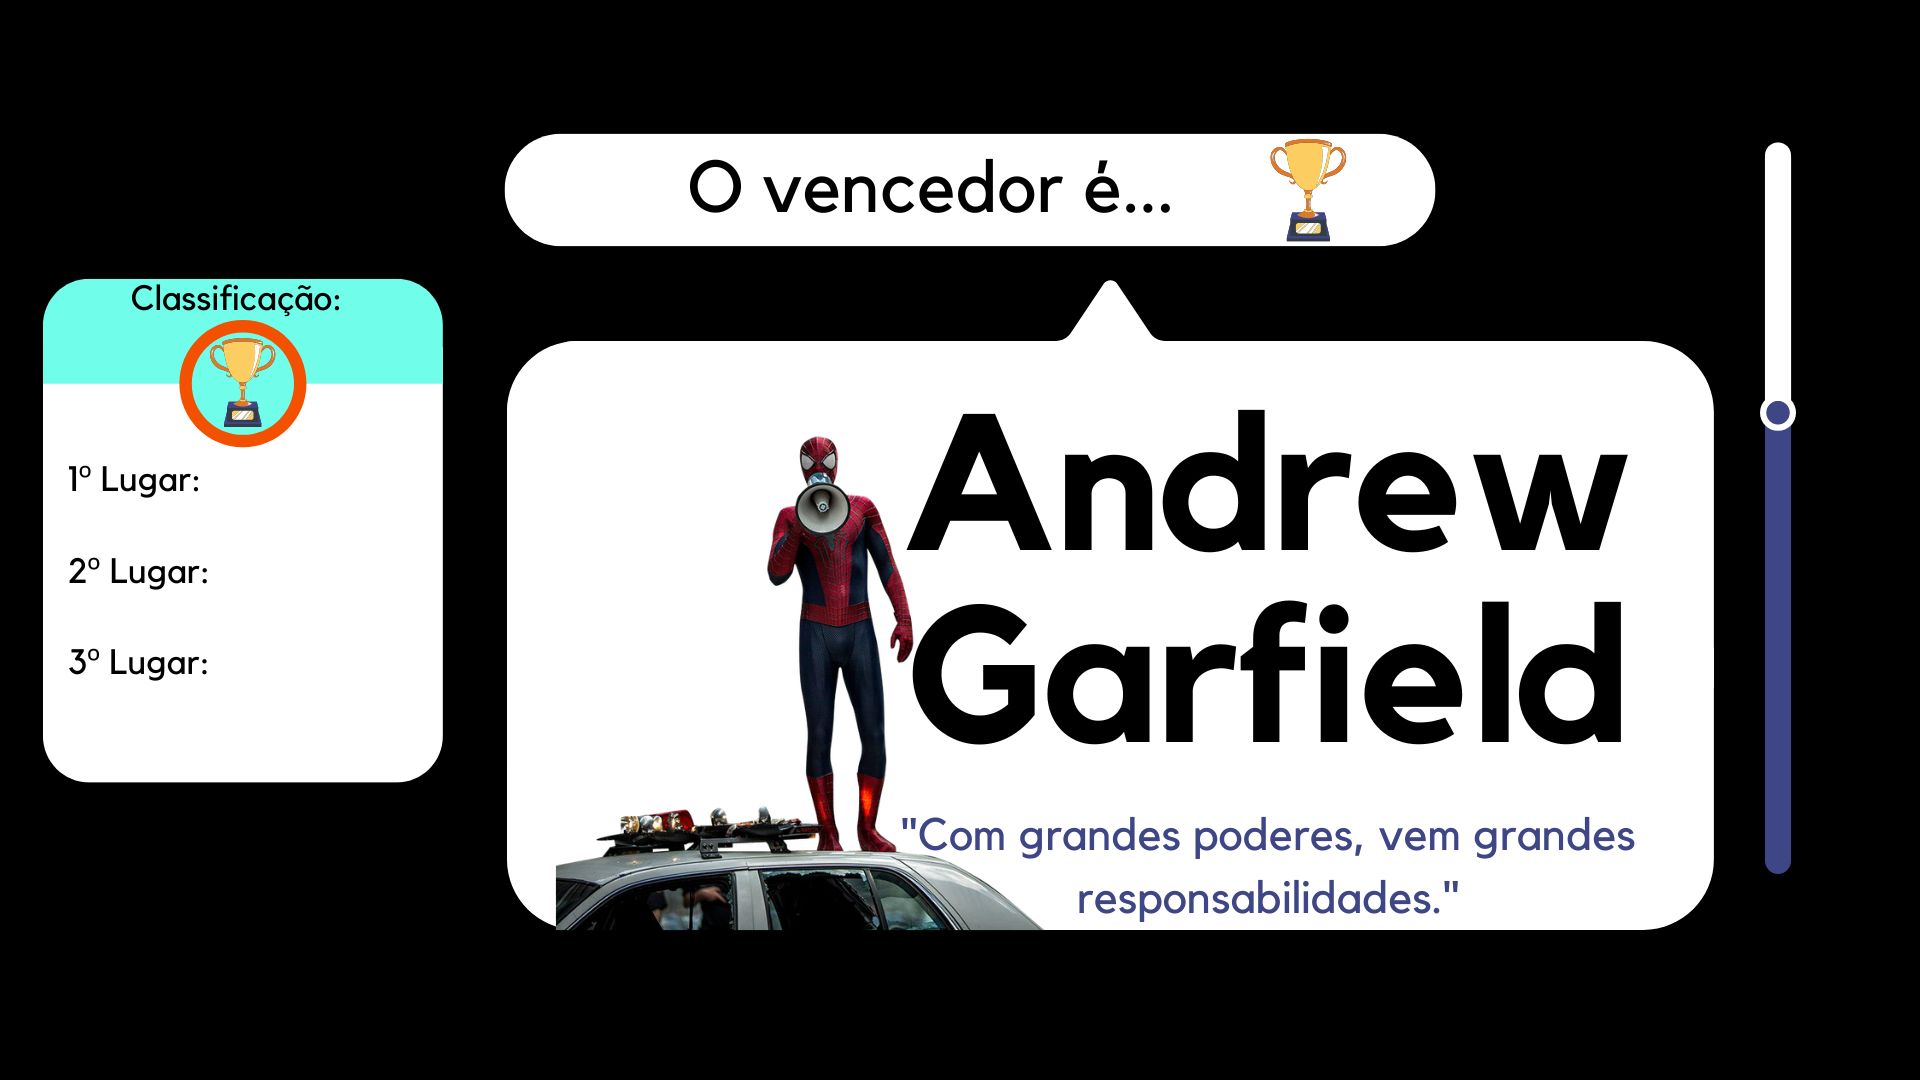 O vencedor é...
Classificação:
1º Lugar:
2º Lugar:
3º Lugar:
Andrew
Garfield
"Com grandes poderes, vem grandes
responsabilidades."